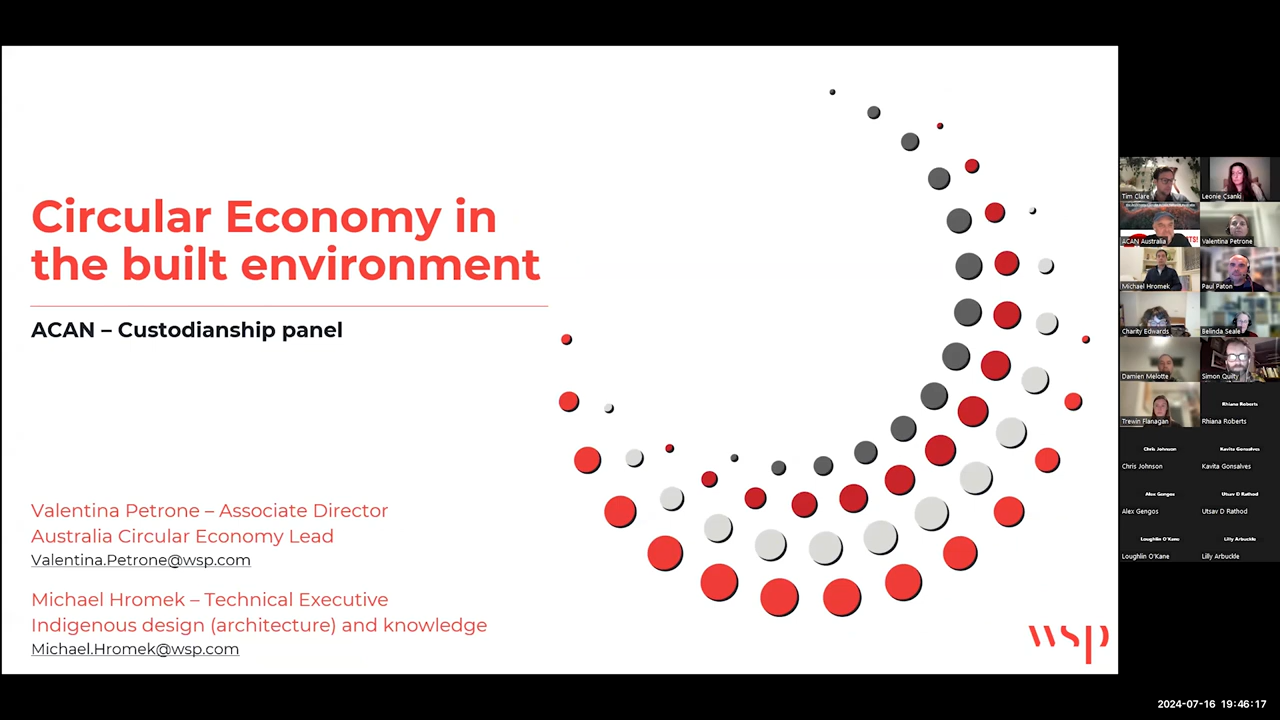 Circular Economy in
the built environment
ACAN – Custodianship panel
Valentina Petrone – Associate Director
Australia Circular Economy Lead
Valentina.Petrone@wsp.com
Michael Hromek – Technical Executive
Indigenous design (architecture) and knowledge
Michael.Hromek@wsp.com
wsp
Tim Clare
Leonie Csanki
ACAN Australia
Valentina Petrone
Michael Hromek
Paul Paton
Charity Edwards
Belinda Seale
Damien Melotte
Simon Quilty
Trewin Flanagan
Rhiana Roberts
Rhiana Roberts
Chris Johnson
Kavita Gonsalves
Chris Johnson
Kavita Gonsalves
Alex Gengos
Utsav D Rathod
Alex Gengos
Utsav D Rathod
Loughlin O'Kane
Lilly Arbuckle
Loughlin O'Kane
Lilly Arbuckle
2024-07-16 19:46:17